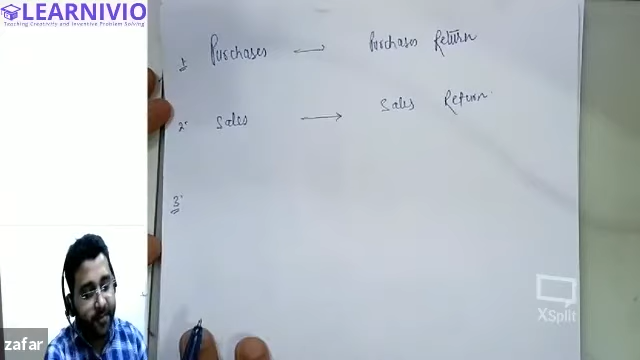 LEARNIVIO
Teaching Creativity and Inventive Problem Solving
1. Purchases ⟷ Purchases Return
2. Sales ⟶ Sales Return
3.
zafar
XSplit